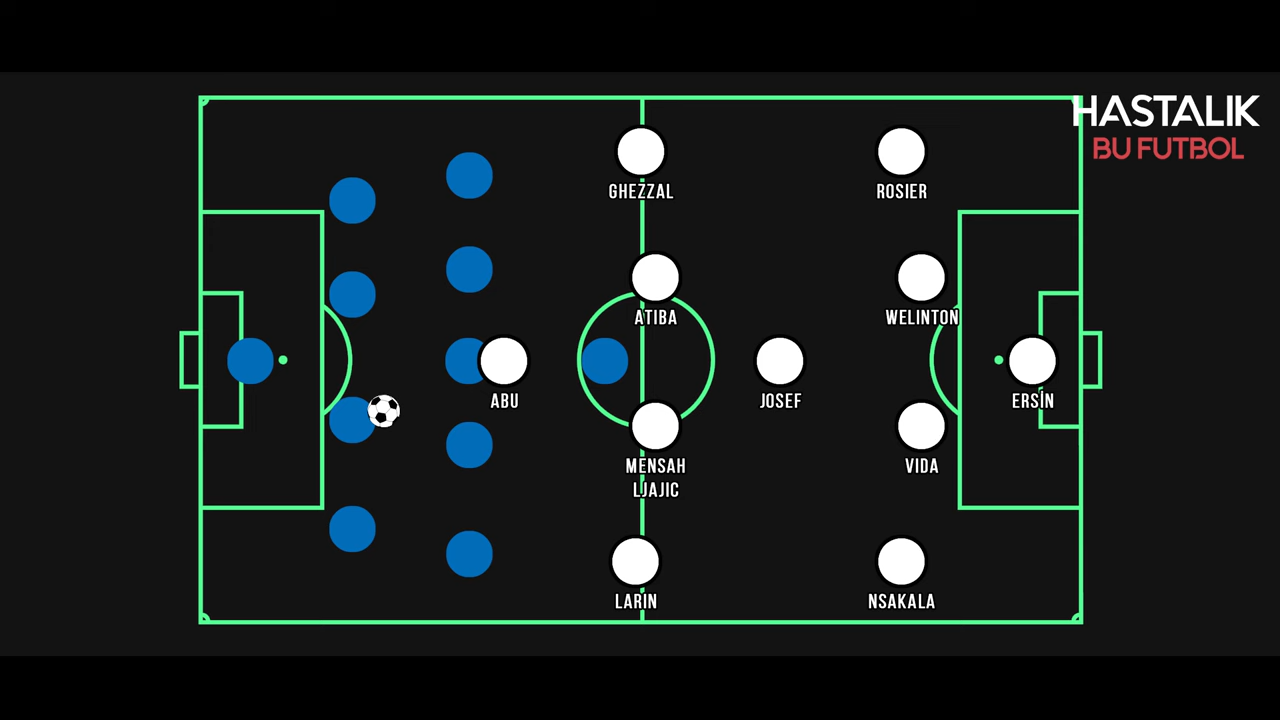 HASTALIK
BU FUTBOL
GHEZZAL
ROSIER
ATIBA
WELINTON
ABU
JOSEF
ERSİN
MENSAH
LJAJIC
VIDA
LARIN
NSAKALA